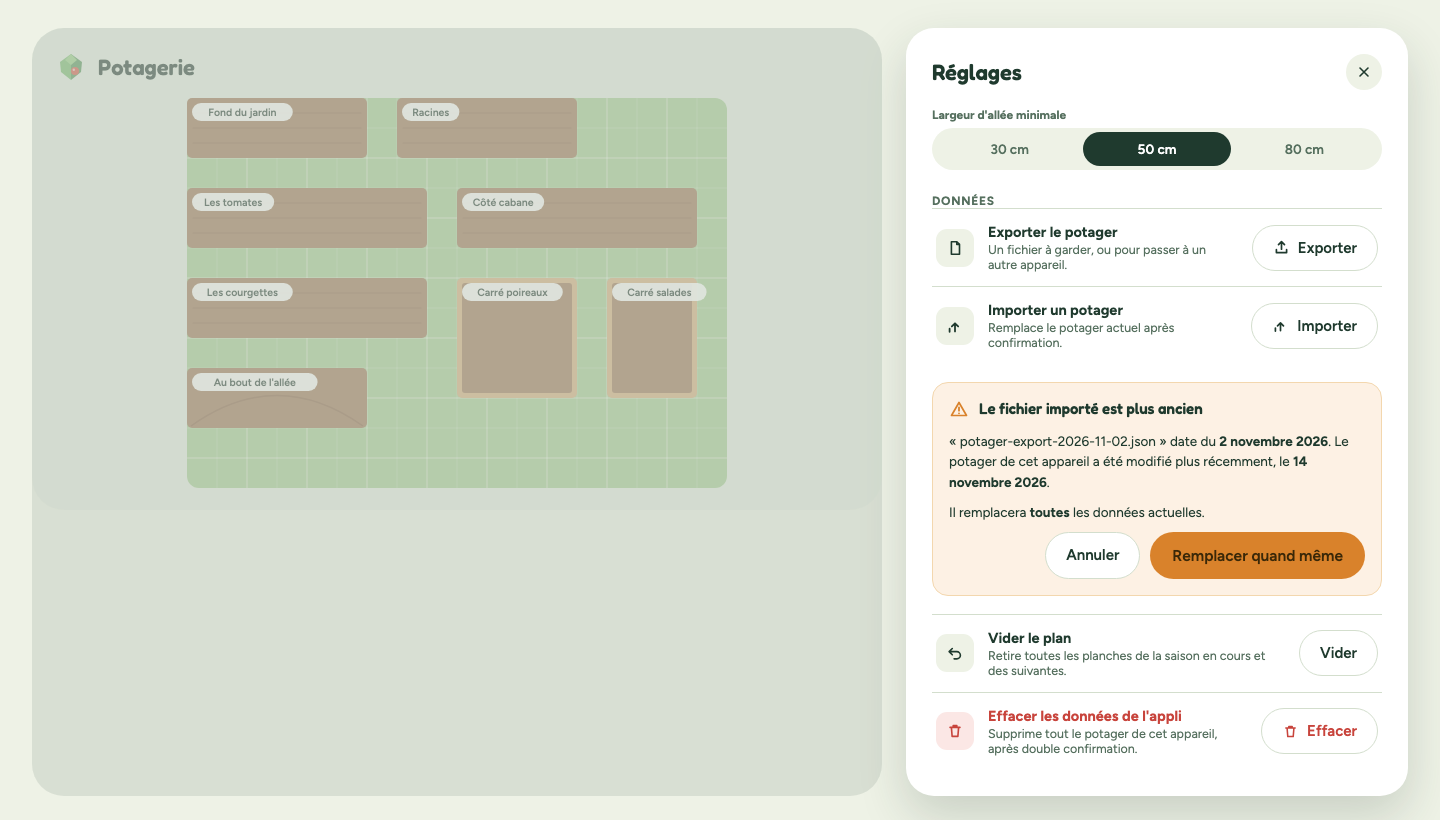 Potagerie
Fond du jardin
Racines
Les tomates
Côté cabane
Les courgettes
Carré poireaux
Carré salades
Au bout de l'allée
Réglages
Largeur d'allée minimale
30 cm
50 cm
80 cm
DONNÉES
Exporter le potager
Un fichier à garder, ou pour passer à un
autre appareil.
Exporter
Importer un potager
Remplace le potager actuel après
confirmation.
Importer
Le fichier importé est plus ancien
« potager-export-2026-11-02.json » date du 2 novembre 2026. Le
potager de cet appareil a été modifié plus récemment, le 14
novembre 2026.
Il remplacera toutes les données actuelles.
Annuler
Remplacer quand même
Vider le plan
Retire toutes les planches de la saison en cours et
des suivantes.
Vider
Effacer les données de l'appli
Supprime tout le potager de cet appareil,
après double confirmation.
Effacer